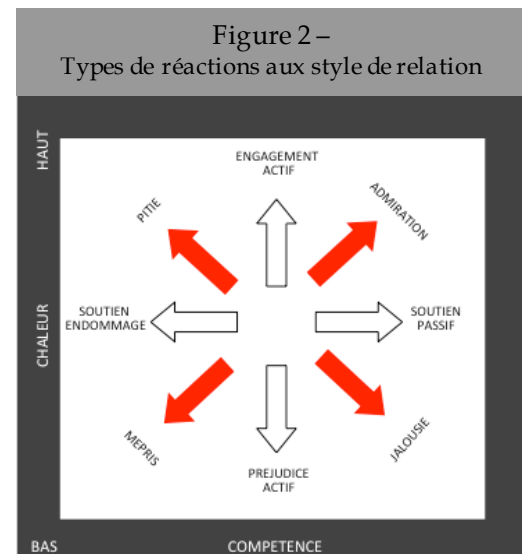 Figure 2 –
Types de réactions aux style de relation
HAUT
ENGAGEMENT
ACTIF
PITIE
ADMIRATION
CHALEUR
SOUTIEN
ENDOMMAGE
SOUTIEN
PASSIF
MEPRIS
JALOUSIE
PREJUDICE
ACTIF
BAS
COMPETENCE